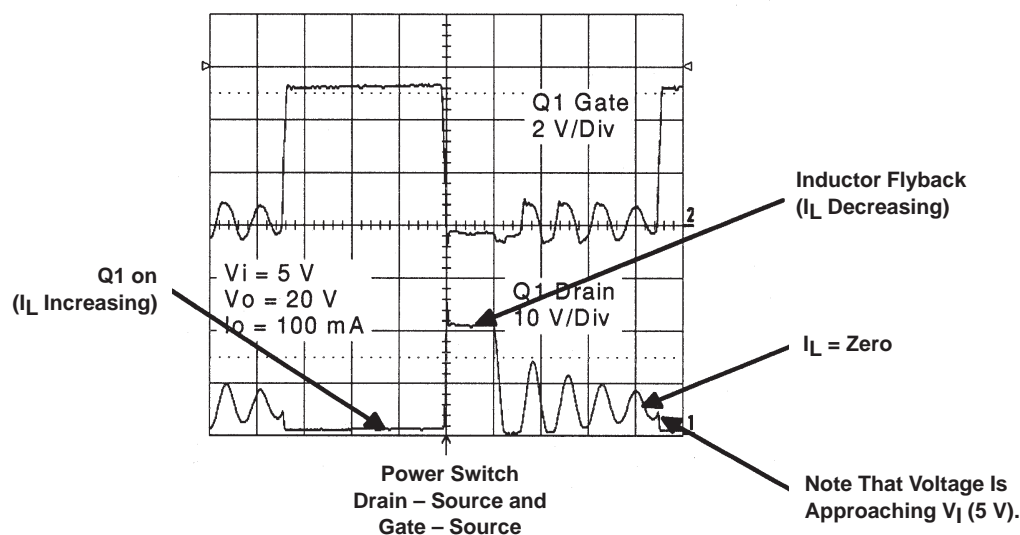 Q1 Gate
2 V/Div
Inductor Flyback
(IL Decreasing)
2
Q1 on
(IL Increasing)
Vi = 5 V
Vo = 20 V
Io = 100 mA
Q1 Drain
10 V/Div
IL = Zero
1
Power Switch
Drain – Source and
Gate – Source
Note That Voltage Is
Approaching VI (5 V).